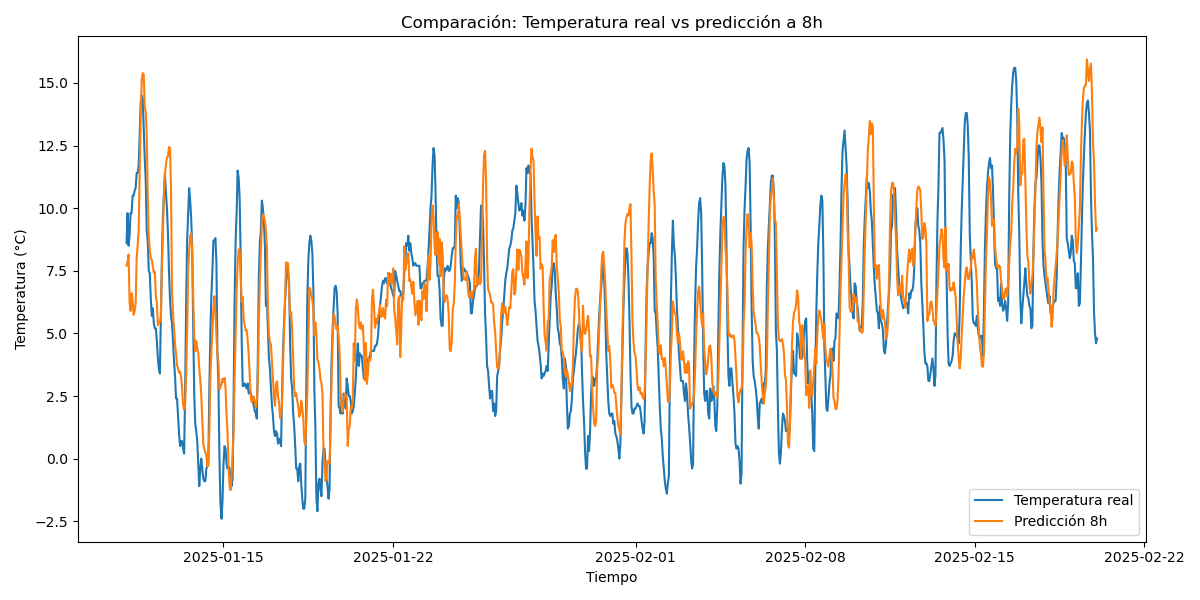 Comparación: Temperatura real vs predicción a 8h
Temperatura (°C)
15.0
12.5
10.0
7.5
5.0
2.5
0.0
−2.5
2025-01-15
2025-01-22
2025-02-01
2025-02-08
2025-02-15
2025-02-22
Tiempo
Temperatura real
Predicción 8h